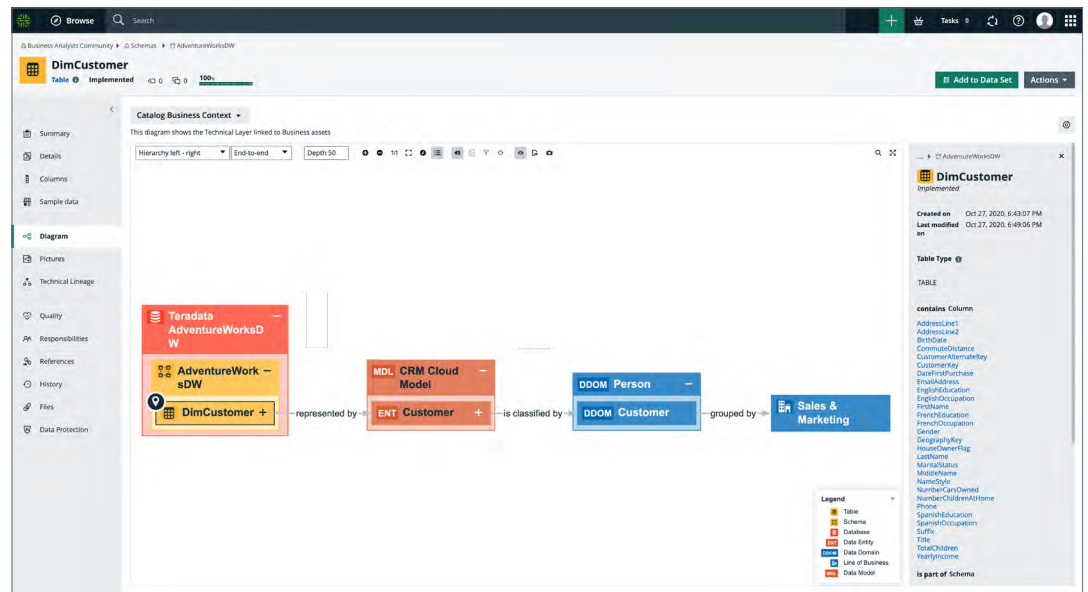 Browse
Search
Tasks 0
Business Analysts Community
Schemas
AdventureWorksDW
DimCustomer
Table
Implemented
0
0
100%
Add to Data Set
Actions
Summary
Details
Columns
Sample data
Diagram
Pictures
Technical Lineage
Quality
Responsibilities
References
History
Files
Data Protection
Catalog Business Context
This diagram shows the Technical Layer linked to Business assets
Hierarchy left - right
End-to-end
Depth 50
1:1
Teradata
AdventureWorksD
W
AdventureWork
sDW
DimCustomer +
represented by
MDL CRM Cloud
Model
ENT Customer +
is classified by
DDOM Person
DDOM Customer
grouped by
Sales &
Marketing
Legend
Table
Schema
Database
ENT Data Entity
DDOM Data Domain
Line of Business
MDL Data Model
... AdventureWorksDW
DimCustomer
Implemented
Created on Oct 27, 2020, 6:43:07 PM
Last modified Oct 27, 2020, 6:49:06 PM
on
Table Type
TABLE
contains Column
AddressLine1
AddressLine2
BirthDate
CommuteDistance
CustomerAlternateKey
CustomerKey
DateFirstPurchase
EmailAddress
EnglishEducation
EnglishOccupation
FirstName
FrenchEducation
FrenchOccupation
Gender
GeographyKey
HouseOwnerFlag
LastName
MaritalStatus
MiddleName
NameStyle
NumberCarsOwned
NumberChildrenAtHome
Phone
SpanishEducation
SpanishOccupation
Suffix
Title
TotalChildren
YearlyIncome
is part of Schema